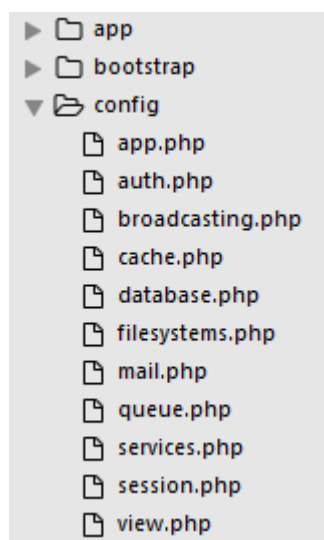 app
bootstrap
config
app.php
auth.php
broadcasting.php
cache.php
database.php
filesystems.php
mail.php
queue.php
services.php
session.php
view.php